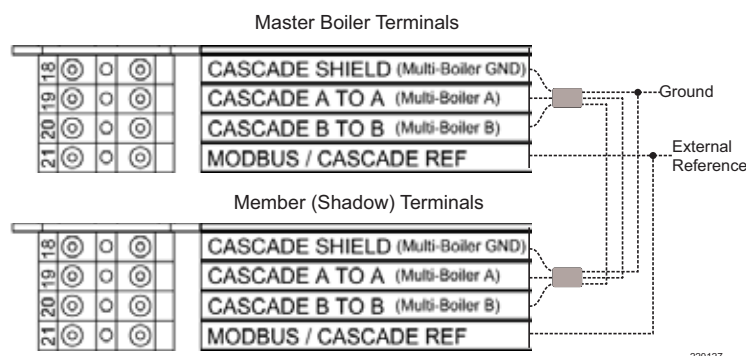 Master Boiler Terminals
18 CASCADE SHIELD (Multi-Boiler GND)
19 CASCADE A TO A (Multi-Boiler A)
20 CASCADE B TO B (Multi-Boiler B)
21 MODBUS / CASCADE REF
Ground
External
Reference
Member (Shadow) Terminals
18 CASCADE SHIELD (Multi-Boiler GND)
19 CASCADE A TO A (Multi-Boiler A)
20 CASCADE B TO B (Multi-Boiler B)
21 MODBUS / CASCADE REF